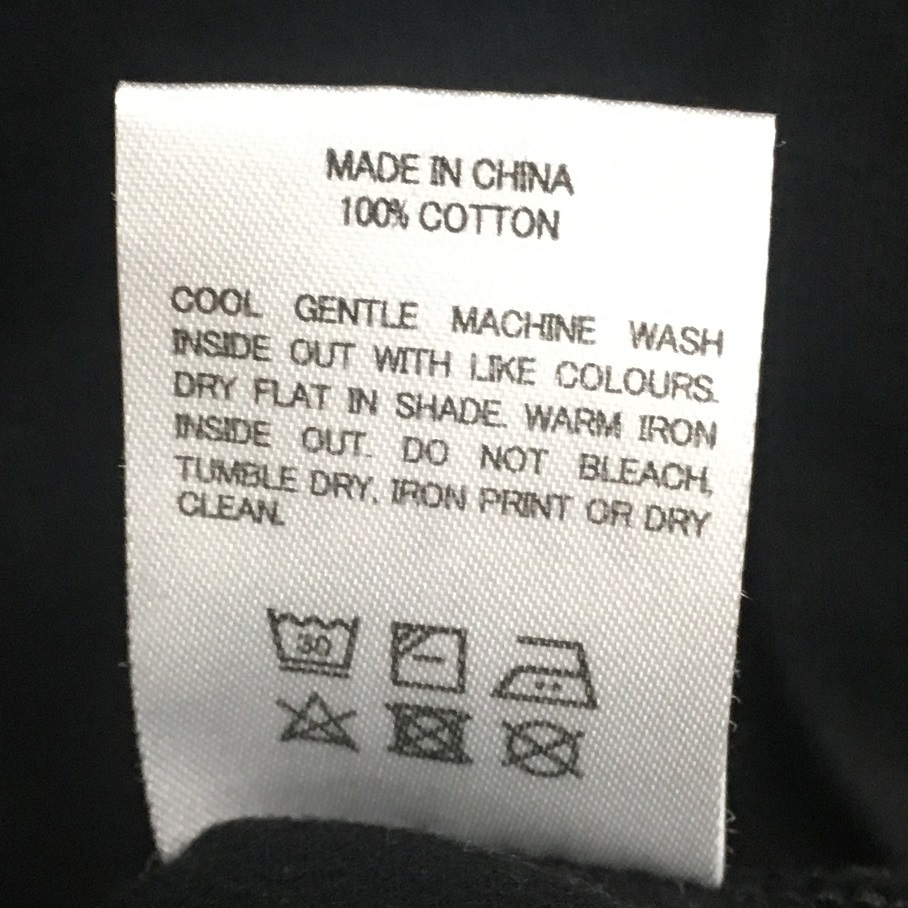 MADE IN CHINA
100% COTTON
COOL GENTLE MACHINE WASH
INSIDE OUT WITH LIKE COLOURS.
DRY FLAT IN SHADE. WARM IRON
INSIDE OUT. DO NOT BLEACH,
TUMBLE DRY, IRON PRINT OR DRY
CLEAN.
30